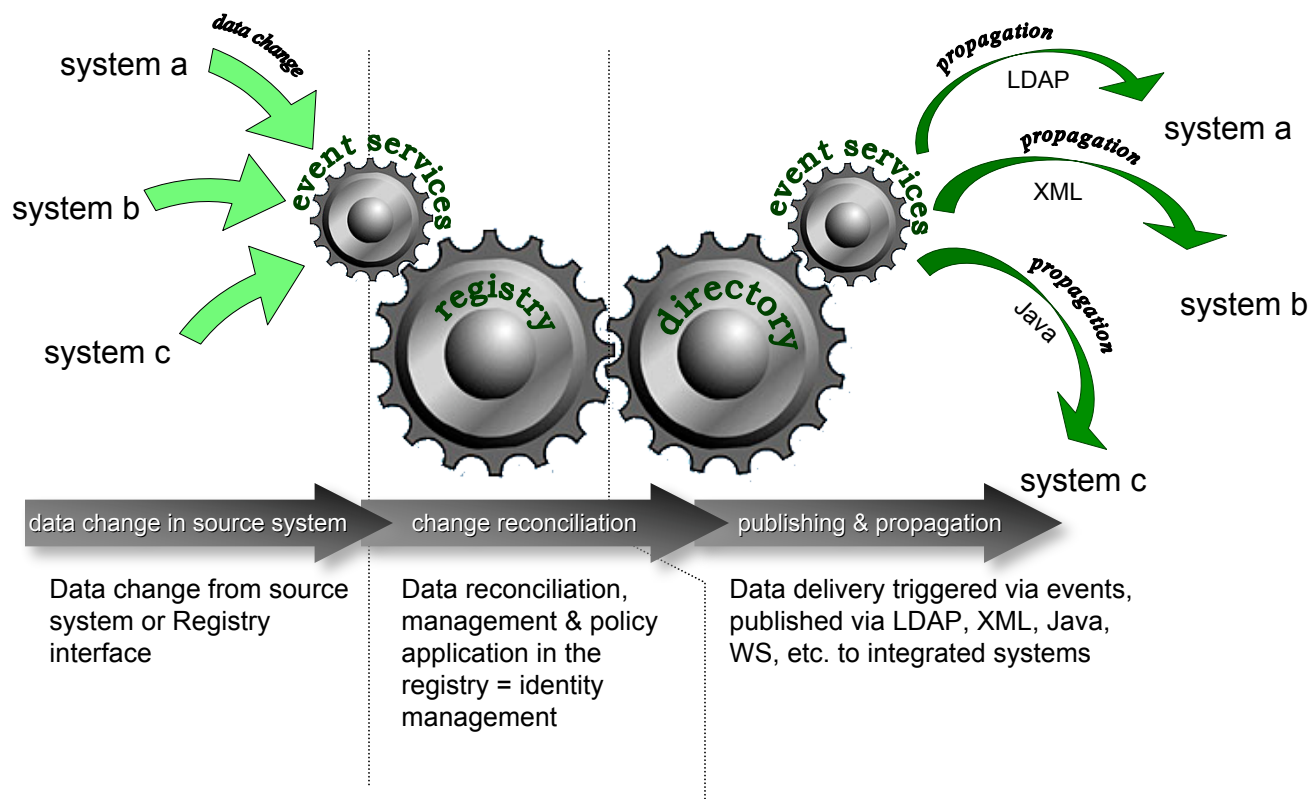 data change
system a
system b
system c
event services
registry
directory
event services
propagation
LDAP
system a
propagation
XML
system b
propagation
Java
system c
data change in source system
change reconciliation
publishing & propagation
Data change from source
system or Registry
interface
Data reconciliation,
management & policy
application in the
registry = identity
management
Data delivery triggered via events,
published via LDAP, XML, Java,
WS, etc. to integrated systems